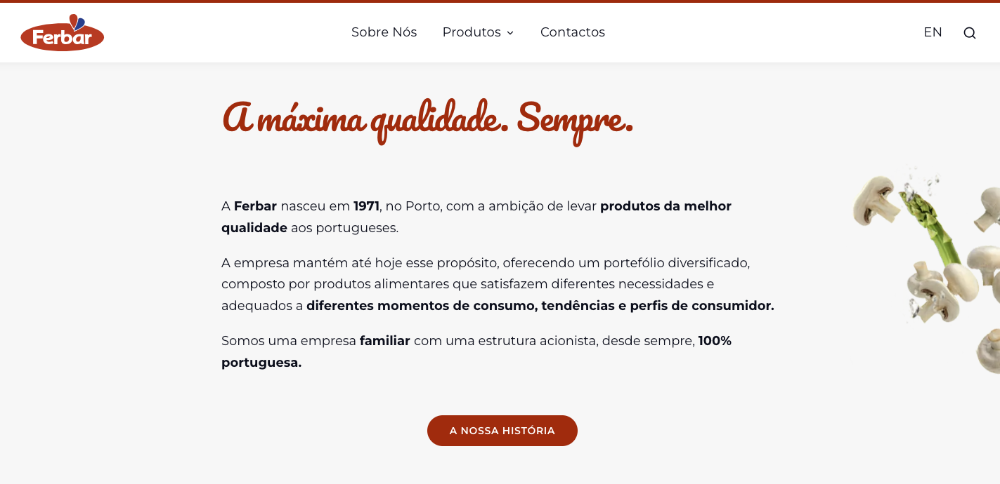 Ferbar
Sobre Nós
Produtos
Contactos
EN
A máxima qualidade. Sempre.
A Ferbar nasceu em 1971, no Porto, com a ambição de levar produtos da melhor
qualidade aos portugueses.
A empresa mantém até hoje esse propósito, oferecendo um portefólio diversificado,
composto por produtos alimentares que satisfazem diferentes necessidades e
adequados a diferentes momentos de consumo, tendências e perfis de consumidor.
Somos uma empresa familiar com uma estrutura acionista, desde sempre, 100%
portuguesa.
A NOSSA HISTÓRIA